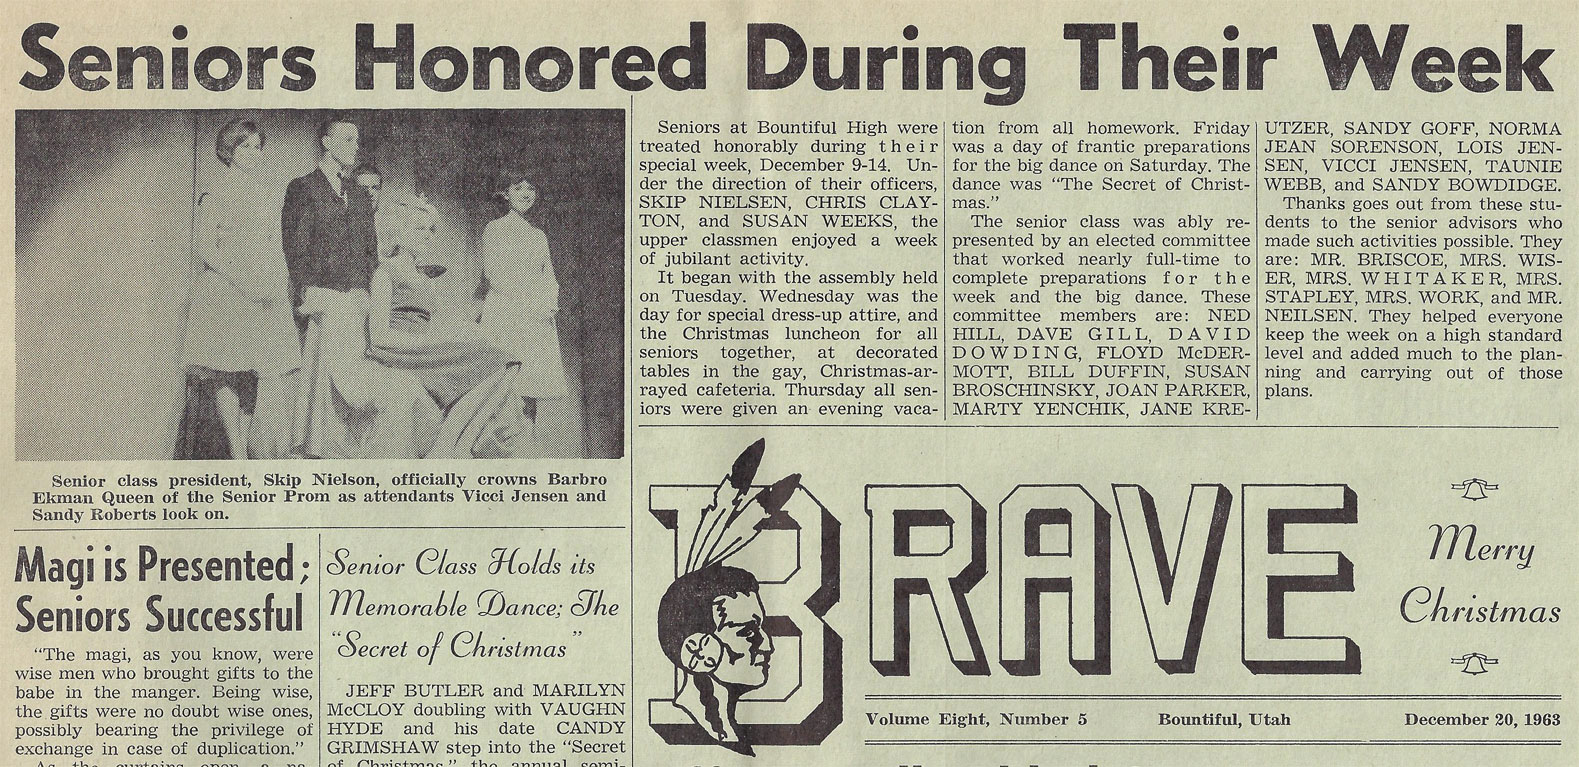 Seniors Honored During Their Week
Senior class president, Skip Nielson, officially crowns Barbro
Ekman Queen of the Senior Prom as attendants Vicci Jensen and
Sandy Roberts look on.
Seniors at Bountiful High were
treated honorably during their
special week, December 9-14. Un-
der the direction of their officers,
SKIP NIELSEN, CHRIS CLAY-
TON, and SUSAN WEEKS, the
upper classmen enjoyed a week
of jubilant activity.
It began with the assembly held
on Tuesday. Wednesday was the
day for special dress-up attire, and
the Christmas luncheon for all
seniors together, at decorated
tables in the gay, Christmas-ar-
rayed cafeteria. Thursday all sen-
iors were given an evening vaca-
tion from all homework. Friday
was a day of frantic preparations
for the big dance on Saturday. The
dance was “The Secret of Christ-
mas.”
The senior class was ably re-
presented by an elected committee
that worked nearly full-time to
complete preparations for the
week and the big dance. These
committee members are: NED
HILL, DAVE GILL, DAVID
DOWDING, FLOYD McDER-
MOTT, BILL DUFFIN, SUSAN
BROSCHINSKY, JOAN PARKER,
MARTY YENCHIK, JANE KRE-
UTZER, SANDY GOFF, NORMA
JEAN SORENSON, LOIS JEN-
SEN, VICCI JENSEN, TAUNIE
WEBB, and SANDY BOWDIDGE.
Thanks goes out from these stu-
dents to the senior advisors who
made such activities possible. They
are: MR. BRISCOE, MRS. WIS-
ER, MRS. WHITAKER, MRS.
STAPLEY, MRS. WORK, and MR.
NEILSEN. They helped everyone
keep the week on a high standard
level and added much to the plan-
ning and carrying out of those
plans.
Magi is Presented;
Seniors Successful
“The magi, as you know, were
wise men who brought gifts to the
babe in the manger. Being wise,
the gifts were no doubt wise ones,
possibly bearing the privilege of
exchange in case of duplication.”
As the curtains open a pa-
Senior Class Holds its
Memorable Dance; The
“Secret of Christmas”
JEFF BUTLER and MARILYN
McCLOY doubling with VAUGHN
HYDE and his date CANDY
GRIMSHAW step into the “Secret
of Christmas,” the annual semi-
BRAVE
Merry
Christmas
Volume Eight, Number 5 Bountiful, Utah December 20, 1963